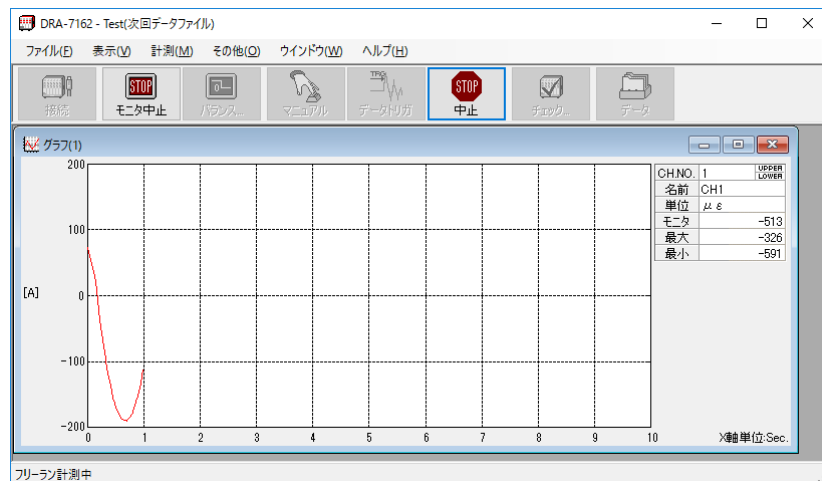 DRA-7162 - Test(次回データファイル)
ファイル(F) 表示(V) 計測(M) その他(O) ウインドウ(W) ヘルプ(H)
接続 STOP モニタ中止 バランス... マニュアル TRG データトリガ STOP 中止 チェック... データ
グラフ(1)
200
100
[A] 0
-100
-200
0 1 2 3 4 5 6 7 8 9 10 X軸単位:Sec.
CH.NO. 1 UPPER LOWER
名前 CH1
単位 μ ε
モニタ -513
最大 -326
最小 -591
フリーラン計測中